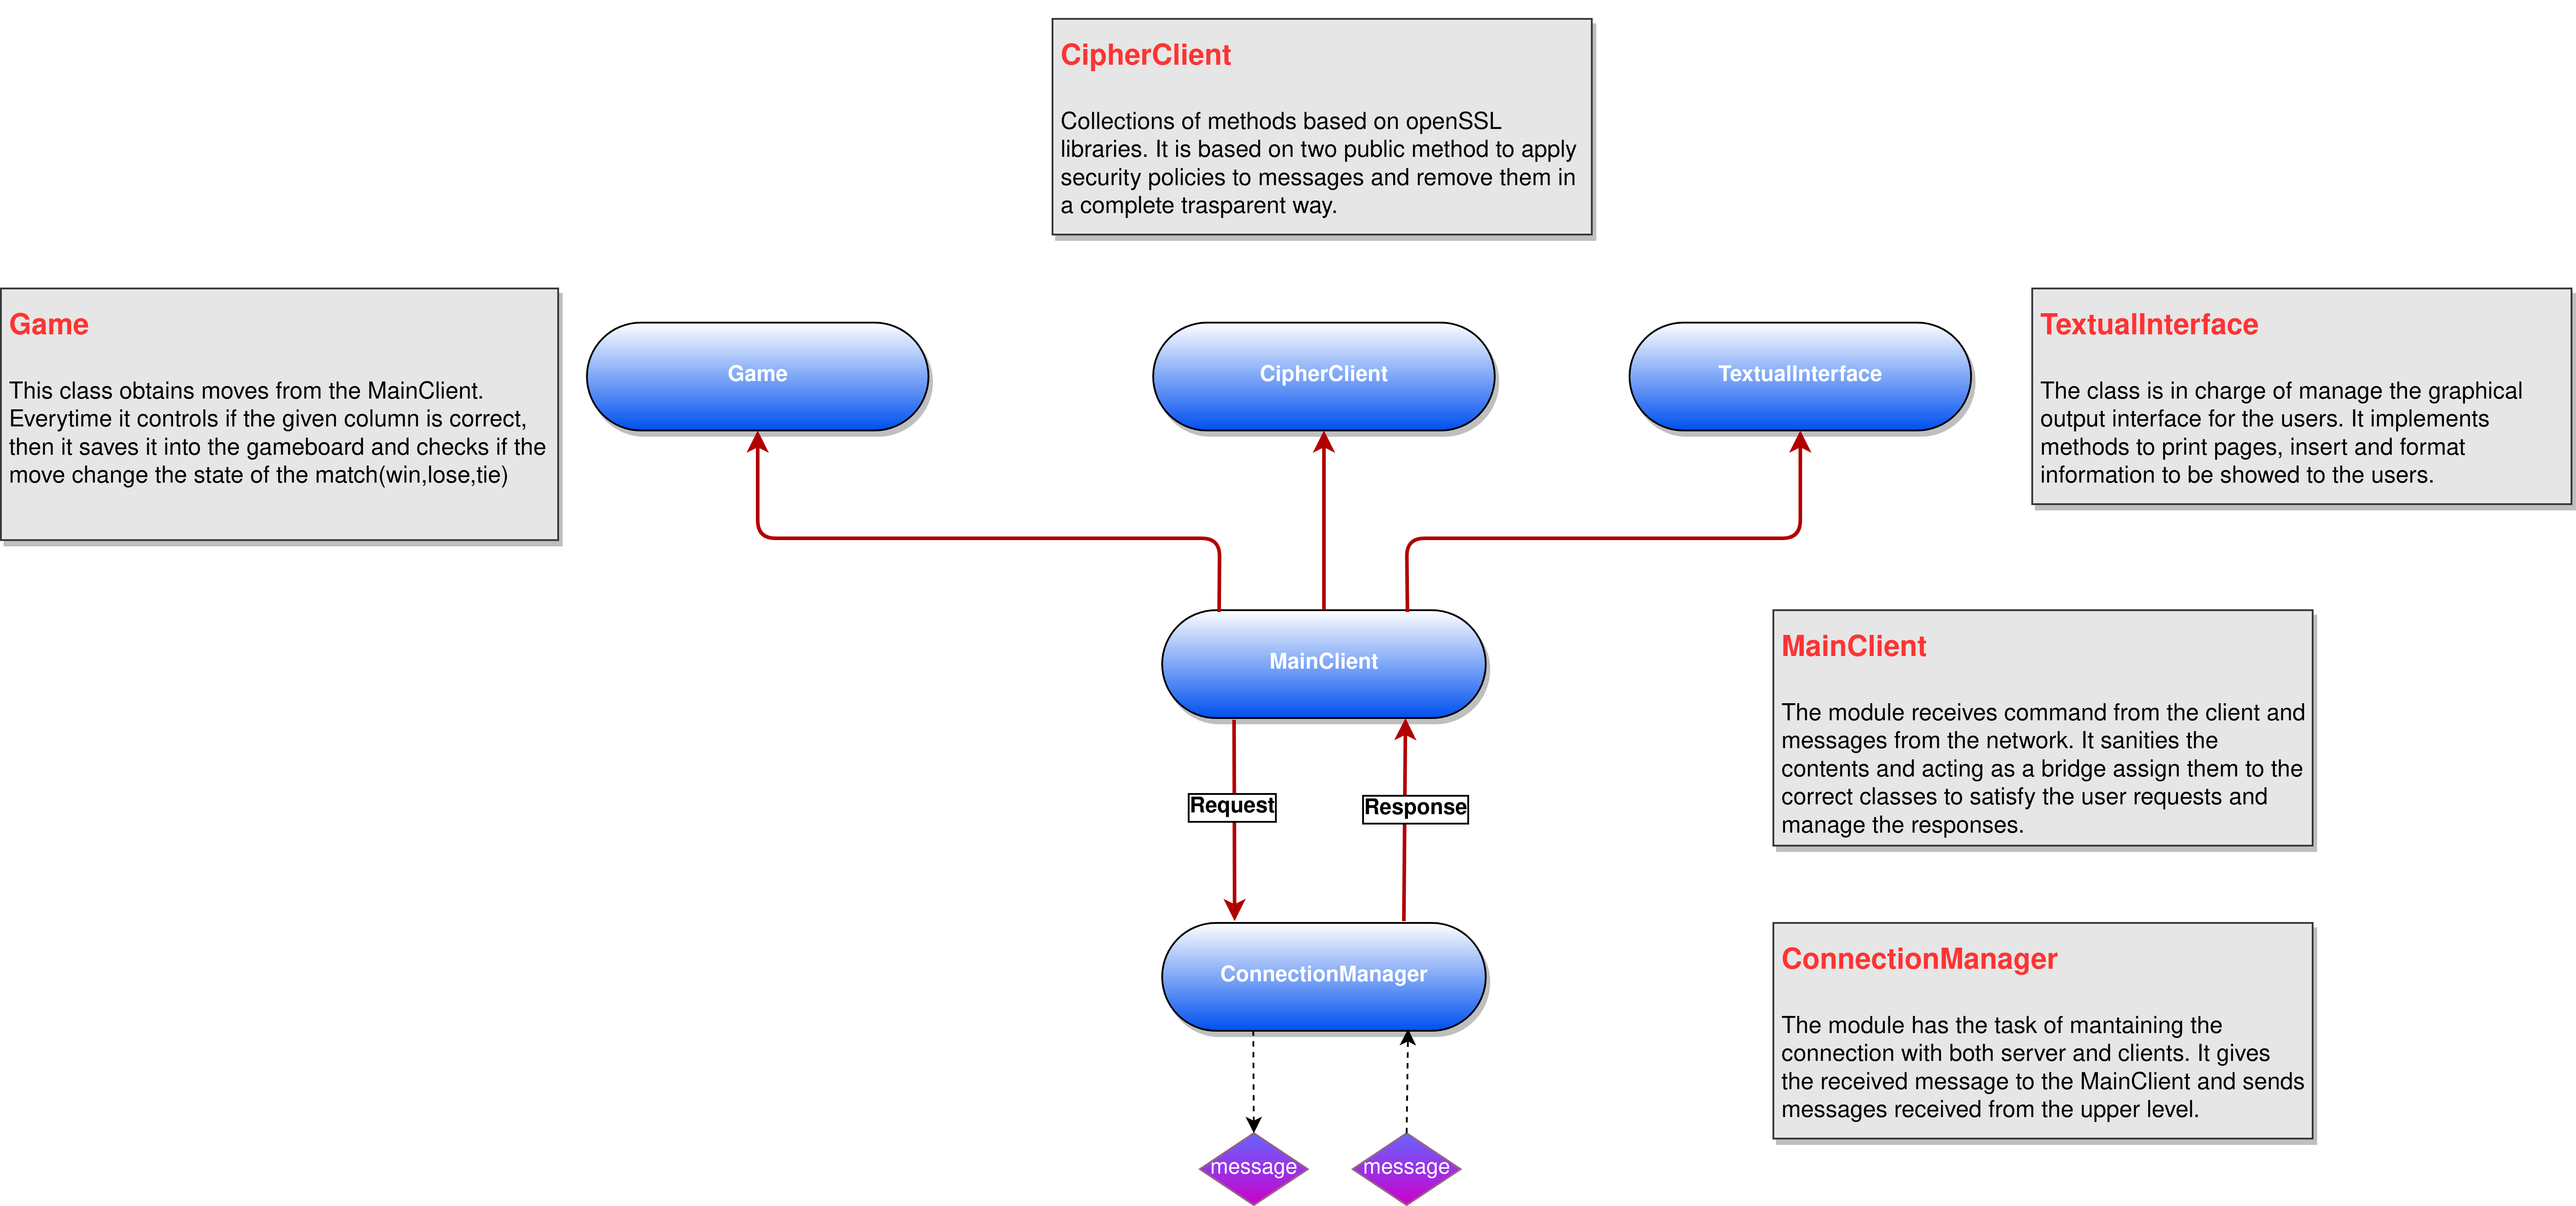 CipherClient
Collections of methods based on openSSL
libraries. It is based on two public method to apply
security policies to messages and remove them in
a complete trasparent way.
Game
This class obtains moves from the MainClient.
Everytime it controls if the given column is correct,
then it saves it into the gameboard and checks if the
move change the state of the match(win,lose,tie)
Game
CipherClient
TextualInterface
TextualInterface
The class is in charge of manage the graphical
output interface for the users. It implements
methods to print pages, insert and format
information to be showed to the users.
MainClient
MainClient
The module receives command from the client and
messages from the network. It sanities the
contents and acting as a bridge assign them to the
correct classes to satisfy the user requests and
manage the responses.
Request
Response
ConnectionManager
ConnectionManager
The module has the task of mantaining the
connection with both server and clients. It gives
the received message to the MainClient and sends
messages received from the upper level.
message
message